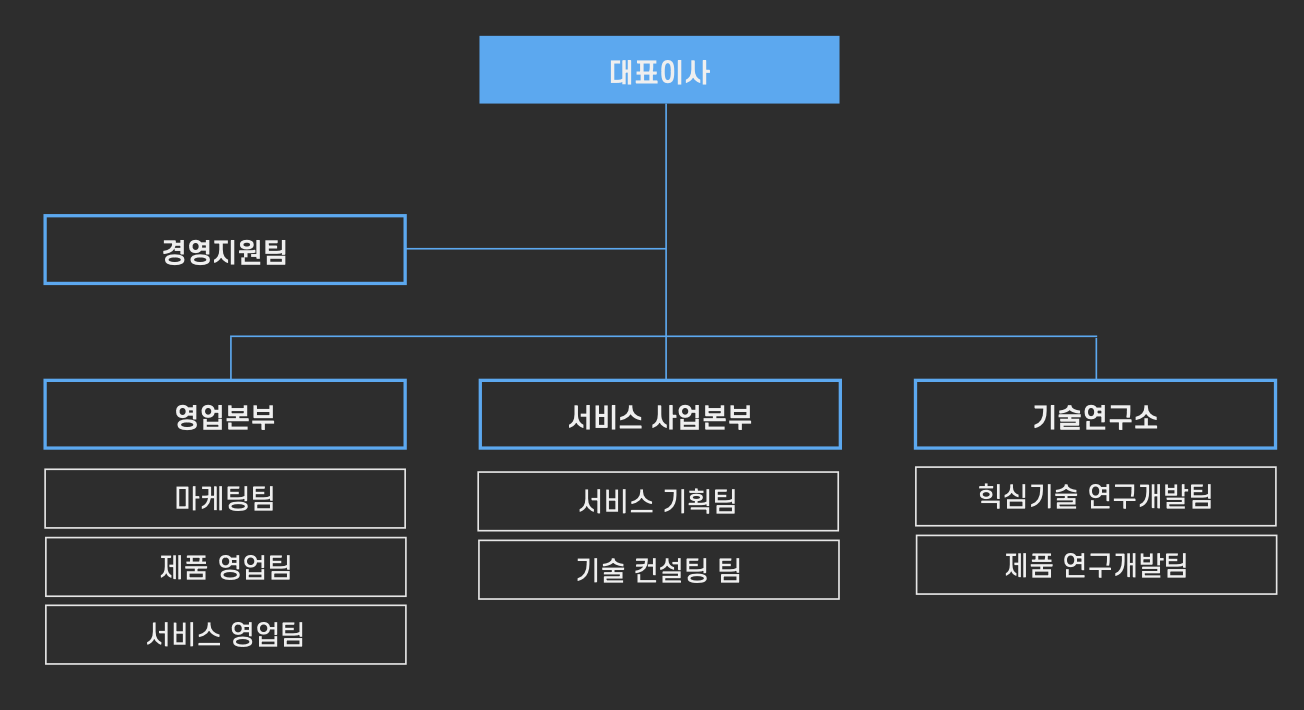 대표이사
경영지원팀
영업본부
서비스 사업본부
기술연구소
마케팅팀
제품 영업팀
서비스 영업팀
서비스 기획팀
기술 컨설팅 팀
힉심기술 연구개발팀
제품 연구개발팀